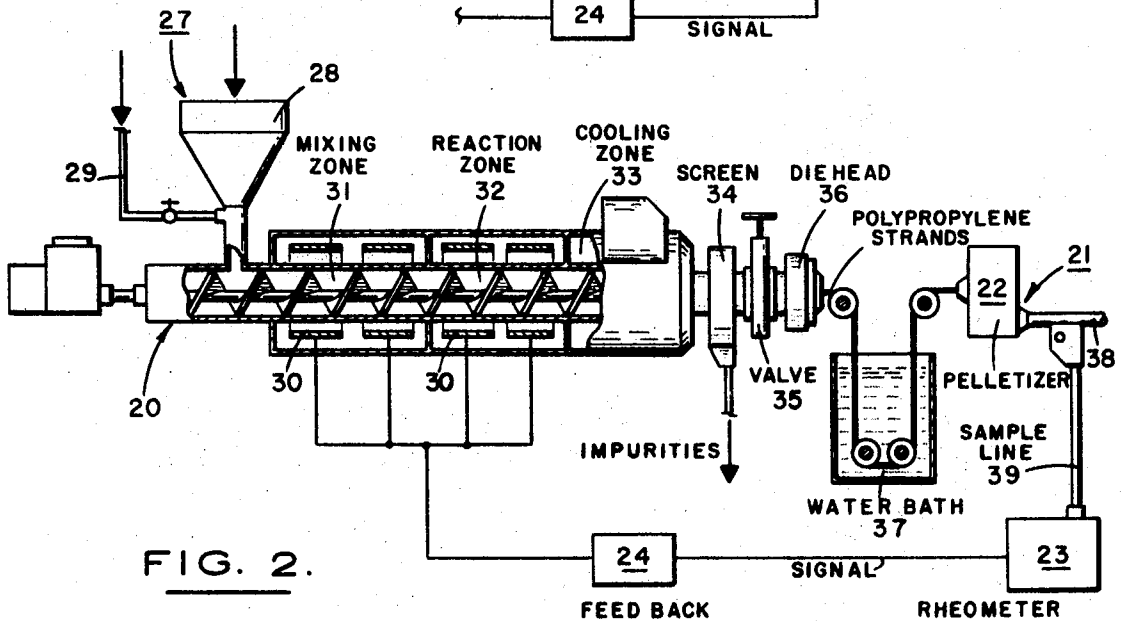 24
SIGNAL
27
28
29
MIXING
ZONE
31
REACTION
ZONE
32
COOLING
ZONE
33
SCREEN
34
DIEHEAD
36
POLYPROPYLENE
STRANDS
21
22
38
PELLETIZER
VALVE
35
30
30
20
IMPURITIES
SAMPLE
LINE
39
WATER BATH
37
FIG. 2.
24
SIGNAL
23
FEED BACK
RHEOMETER